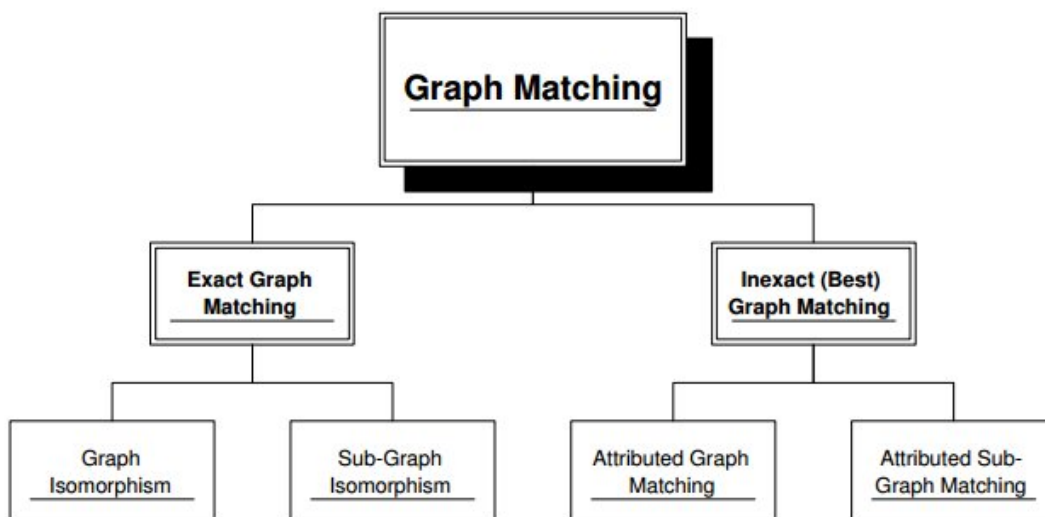 Graph Matching
Exact Graph
Matching
Inexact (Best)
Graph Matching
Graph
Isomorphism
Sub-Graph
Isomorphism
Attributed Graph
Matching
Attributed Sub-
Graph Matching